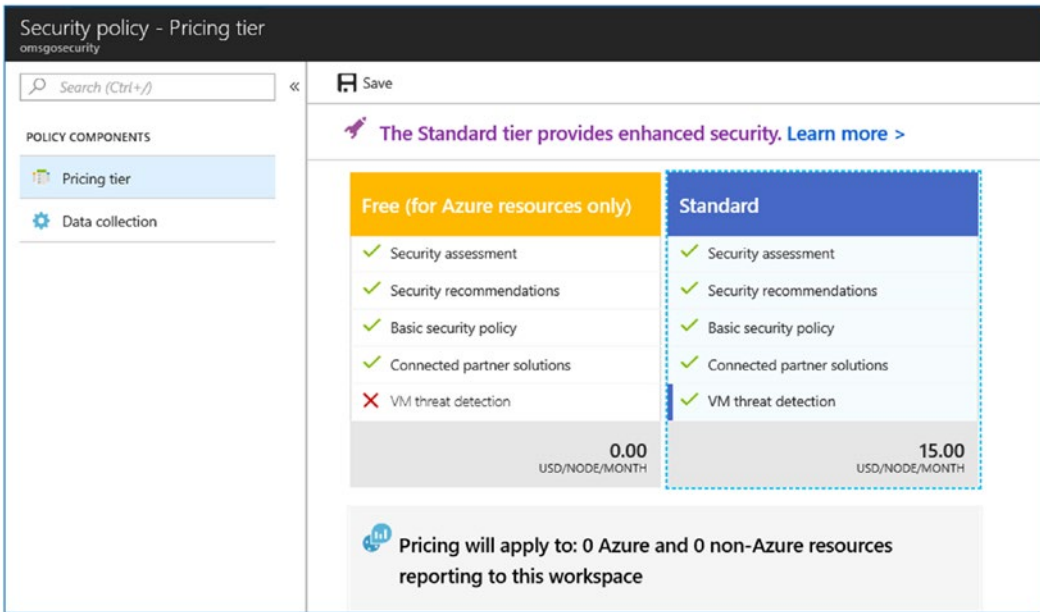 Security policy - Pricing tier
omsgosecurity
Search (Ctrl+/)
«
Save
POLICY COMPONENTS
Pricing tier
Data collection
The Standard tier provides enhanced security. Learn more >
Free (for Azure resources only)
Security assessment
Security recommendations
Basic security policy
Connected partner solutions
VM threat detection
0.00
USD/NODE/MONTH
Standard
Security assessment
Security recommendations
Basic security policy
Connected partner solutions
VM threat detection
15.00
USD/NODE/MONTH
Pricing will apply to: 0 Azure and 0 non-Azure resources
reporting to this workspace